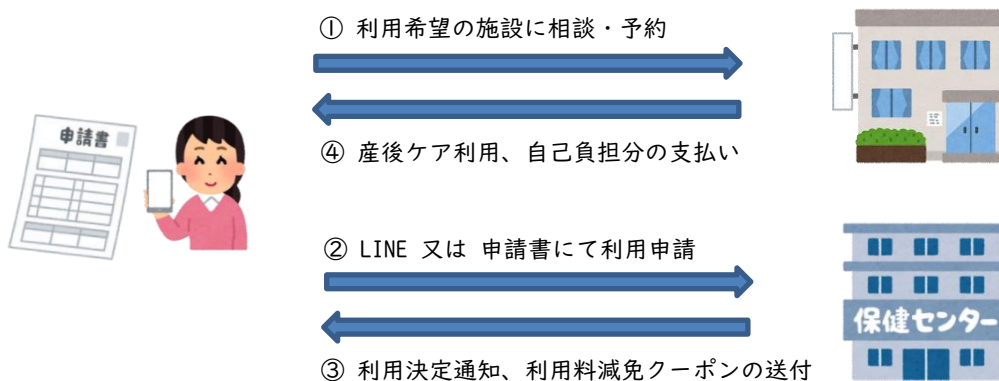 ① 利用希望の施設に相談・予約
申請書
④ 産後ケア利用、自己負担分の支払い
② LINE 又は 申請書にて利用申請
保健センター
③ 利用決定通知、利用料減免クーポンの送付